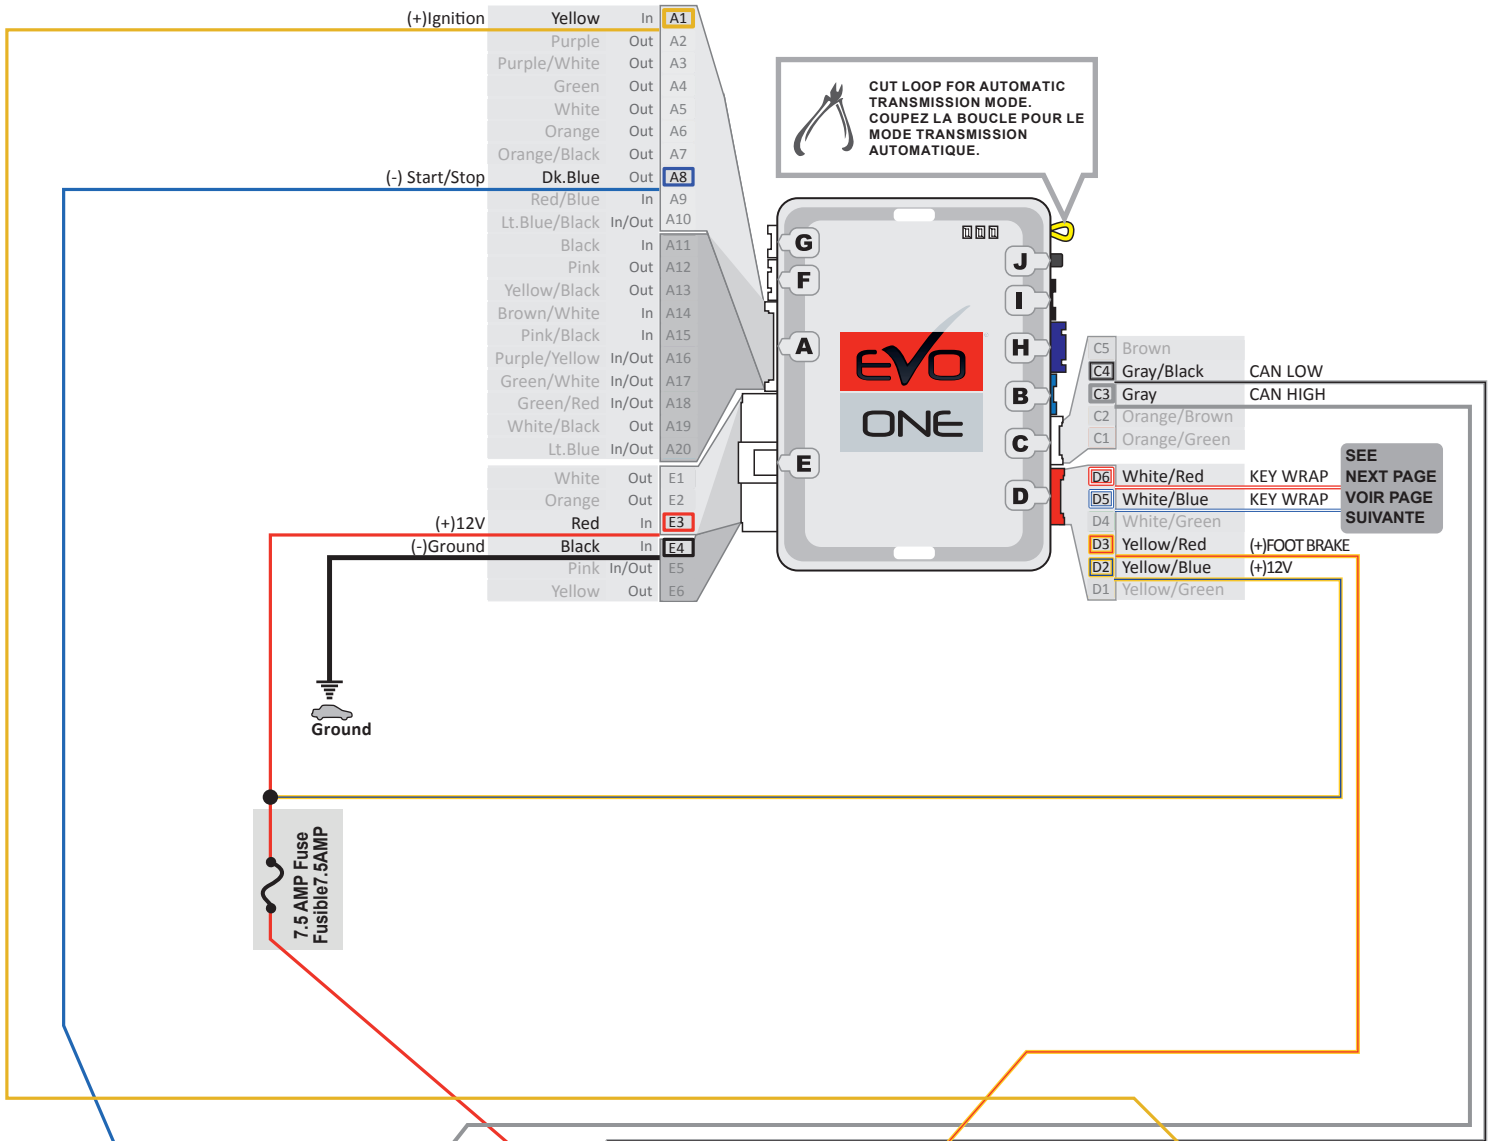 (+)Ignition Yellow In A1
Purple Out A2
Purple/White Out A3
Green Out A4
White Out A5
Orange Out A6
Orange/Black Out A7
(-) Start/Stop Dk.Blue Out A8
Red/Blue In A9
Lt.Blue/Black In/Out A10
Black In A11
Pink Out A12
Yellow/Black Out A13
Brown/White In A14
Pink/Black In A15
Purple/Yellow In/Out A16
Green/White In/Out A17
Green/Red In/Out A18
White/Black Out A19
Lt.Blue In/Out A20
White Out E1
Orange Out E2
(+)12V Red In E3
(-)Ground Black In E4
Pink In/Out E5
Yellow Out E6
CUT LOOP FOR AUTOMATIC
TRANSMISSION MODE.
COUPEZ LA BOUCLE POUR LE
MODE TRANSMISSION
AUTOMATIQUE.
G
F
A
E
J
I
H
B
C
D
EVO
ONE
C5 Brown
C4 Gray/Black CAN LOW
C3 Gray CAN HIGH
C2 Orange/Brown
C1 Orange/Green
D6 White/Red KEY WRAP
D5 White/Blue KEY WRAP
D4 White/Green
D3 Yellow/Red (+)FOOT BRAKE
D2 Yellow/Blue (+)12V
D1 Yellow/Green
SEE
NEXT PAGE
VOIR PAGE
SUIVANTE
Ground
7.5 AMP Fuse
Fusible7.5AMP